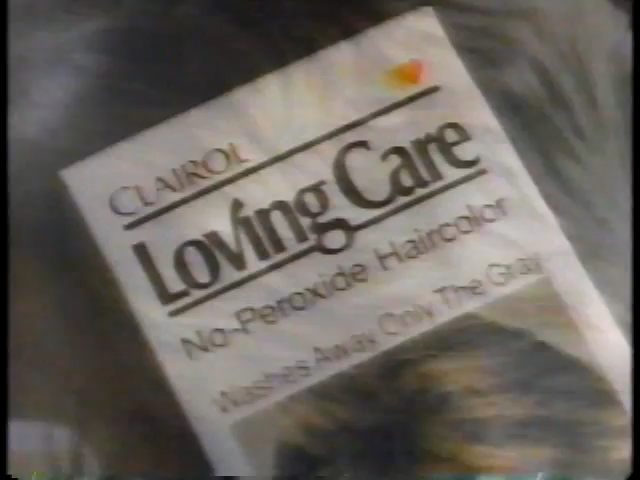 CLAIROL
Loving Care
No-Peroxide Haircolor
Washes Away Only The Gray